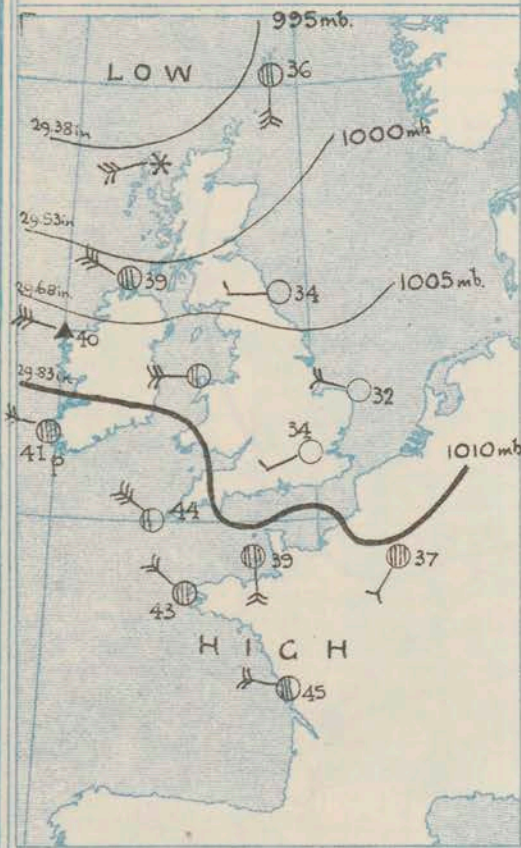 995mb.
LOW
36
29.38in
1000mb
29.53in
39
34
1005mb.
29.68in.
40
29.83in
32
34
1010mb
41
p
44
39
37
43
HIGH
45